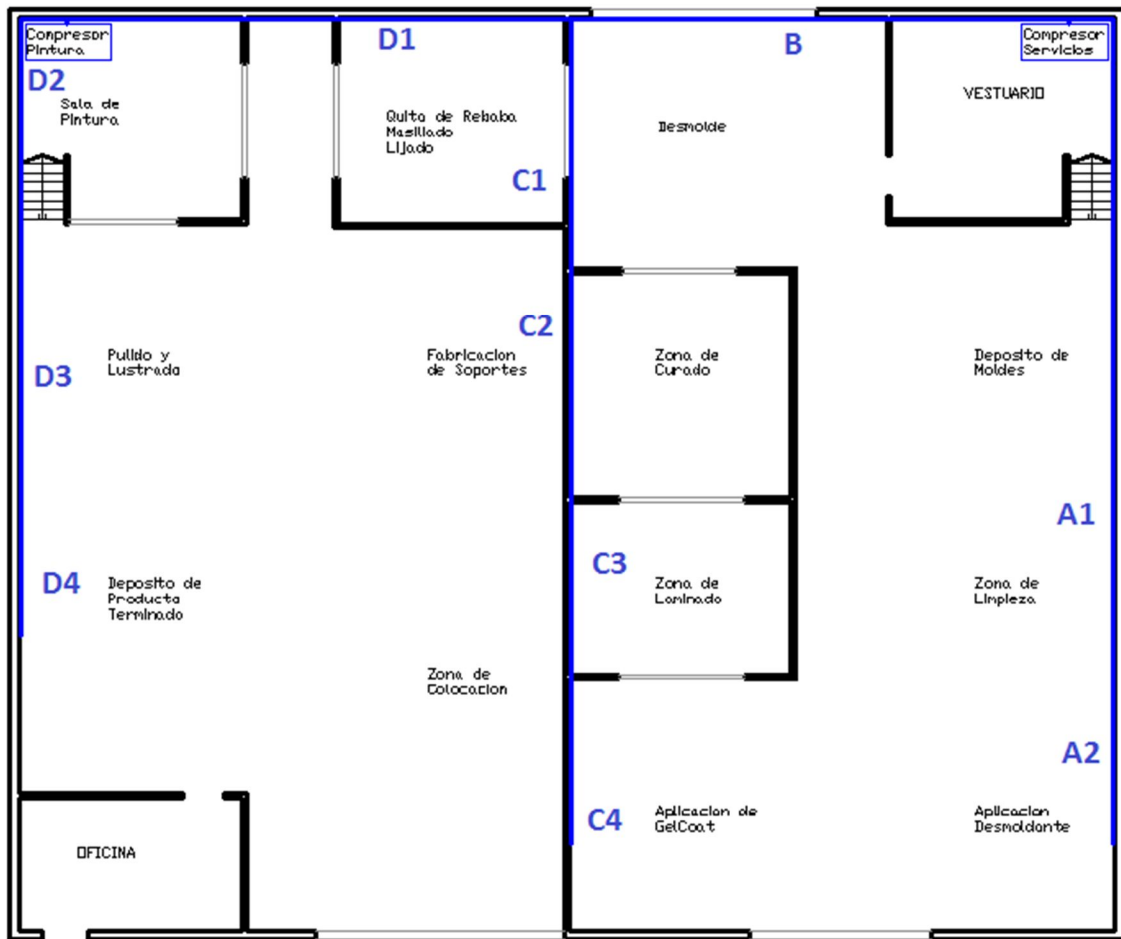 Compresor
Pintura
D1
B
Compresor
Servicios
D2
Sala de
Pintura
Quita de Rebaba
Masillado
Lijado
Desmolde
VESTUARIO
C1
C2
Pulido y
Lustrada
Fabricacion
de Soportes
Zona de
Curado
Deposito de
Moldes
D3
A1
C3
D4
Deposito de
Producto
Terminado
Zona de
Laminado
Zona de
Limpieza
Zona de
Colocacion
A2
C4
Aplicacion de
GelCoat
Aplicacion
Desmoldante
OFICINA